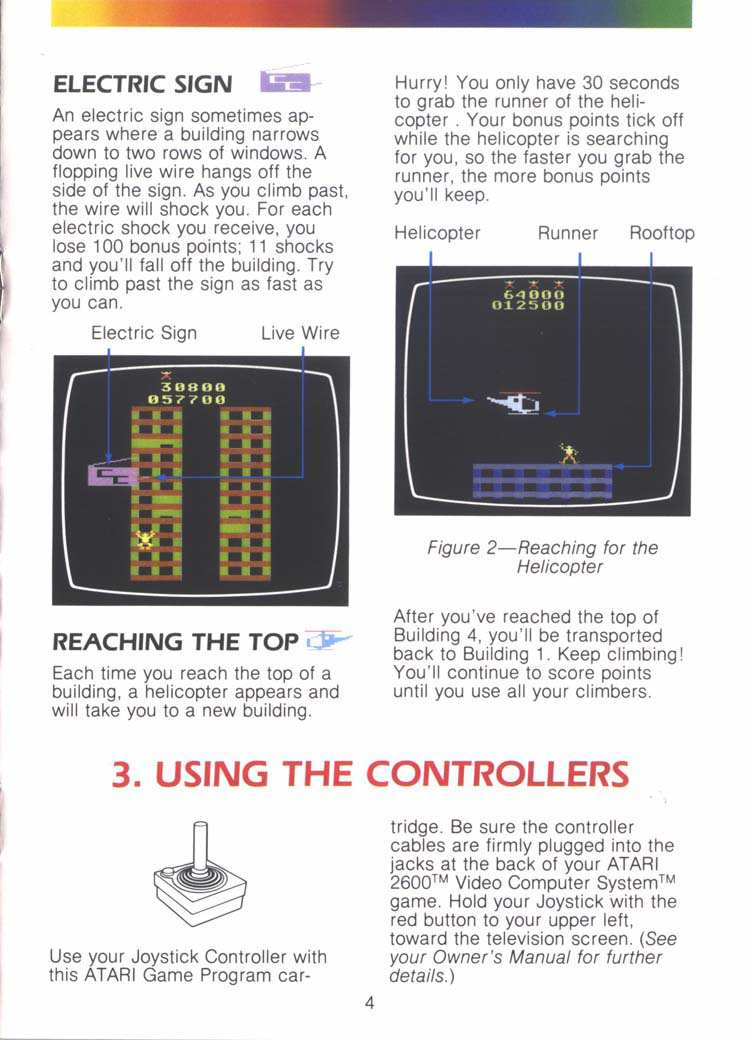 ELECTRIC SIGN
An electric sign sometimes ap-
pears where a building narrows
down to two rows of windows. A
flopping live wire hangs off the
side of the sign. As you climb past,
the wire will shock you. For each
electric shock you receive, you
lose 100 bonus points; 11 shocks
and you'll fall off the building. Try
to climb past the sign as fast as
you can.
Electric Sign Live Wire
30800
057700
REACHING THE TOP
Each time you reach the top of a
building, a helicopter appears and
will take you to a new building.
Hurry! You only have 30 seconds
to grab the runner of the heli-
copter . Your bonus points tick off
while the helicopter is searching
for you, so the faster you grab the
runner, the more bonus points
you'll keep.
Helicopter Runner Rooftop
64000
012500
Figure 2—Reaching for the
Helicopter
After you've reached the top of
Building 4, you'll be transported
back to Building 1. Keep climbing!
You'll continue to score points
until you use all your climbers.
3. USING THE CONTROLLERS
Use your Joystick Controller with
this ATARI Game Program car-
tridge. Be sure the controller
cables are firmly plugged into the
jacks at the back of your ATARI
2600™ Video Computer System™
game. Hold your Joystick with the
red button to your upper left,
toward the television screen. (See
your Owner's Manual for further
details.)
4